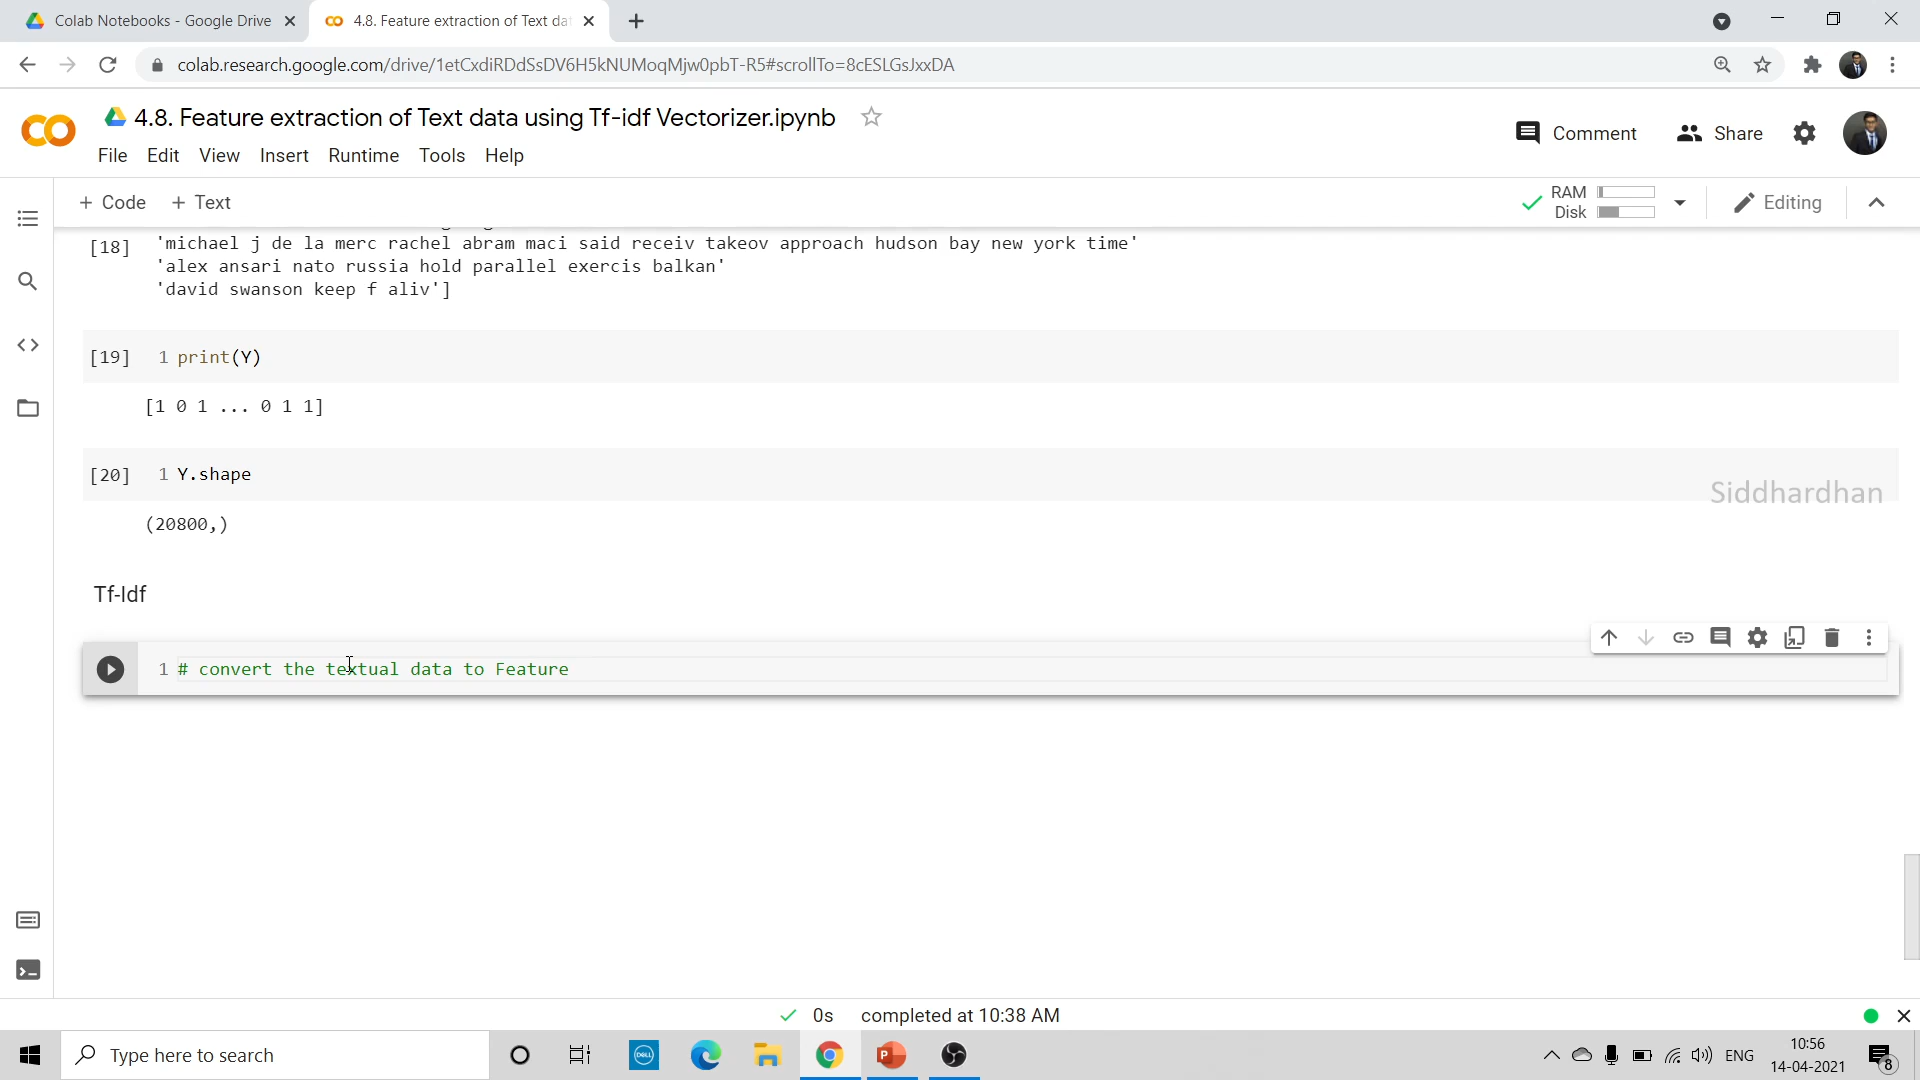 Colab Notebooks - Google Drive
4.8. Feature extraction of Text da
colab.research.google.com/drive/1etCxdiRDdSsDV6H5kNUMoqMjw0pbT-R5#scrollTo=8cESLGsJxxDA
4.8. Feature extraction of Text data using Tf-idf Vectorizer.ipynb
Comment
Share
File Edit View Insert Runtime Tools Help
+ Code + Text
RAM
Disk
Editing
[18] 'michael j de la merc rachel abram maci said receiv takeov approach hudson bay new york time'
'alex ansari nato russia hold parallel exercis balkan'
'david swanson keep f aliv']
[19] 1 print(Y)
[1 0 1 ... 0 1 1]
[20] 1 Y.shape
Siddhardhan
(20800,)
Tf-Idf
1 # convert the textual data to Feature
0s completed at 10:38 AM
Type here to search
DELL
ENG
10:56
14-04-2021
8